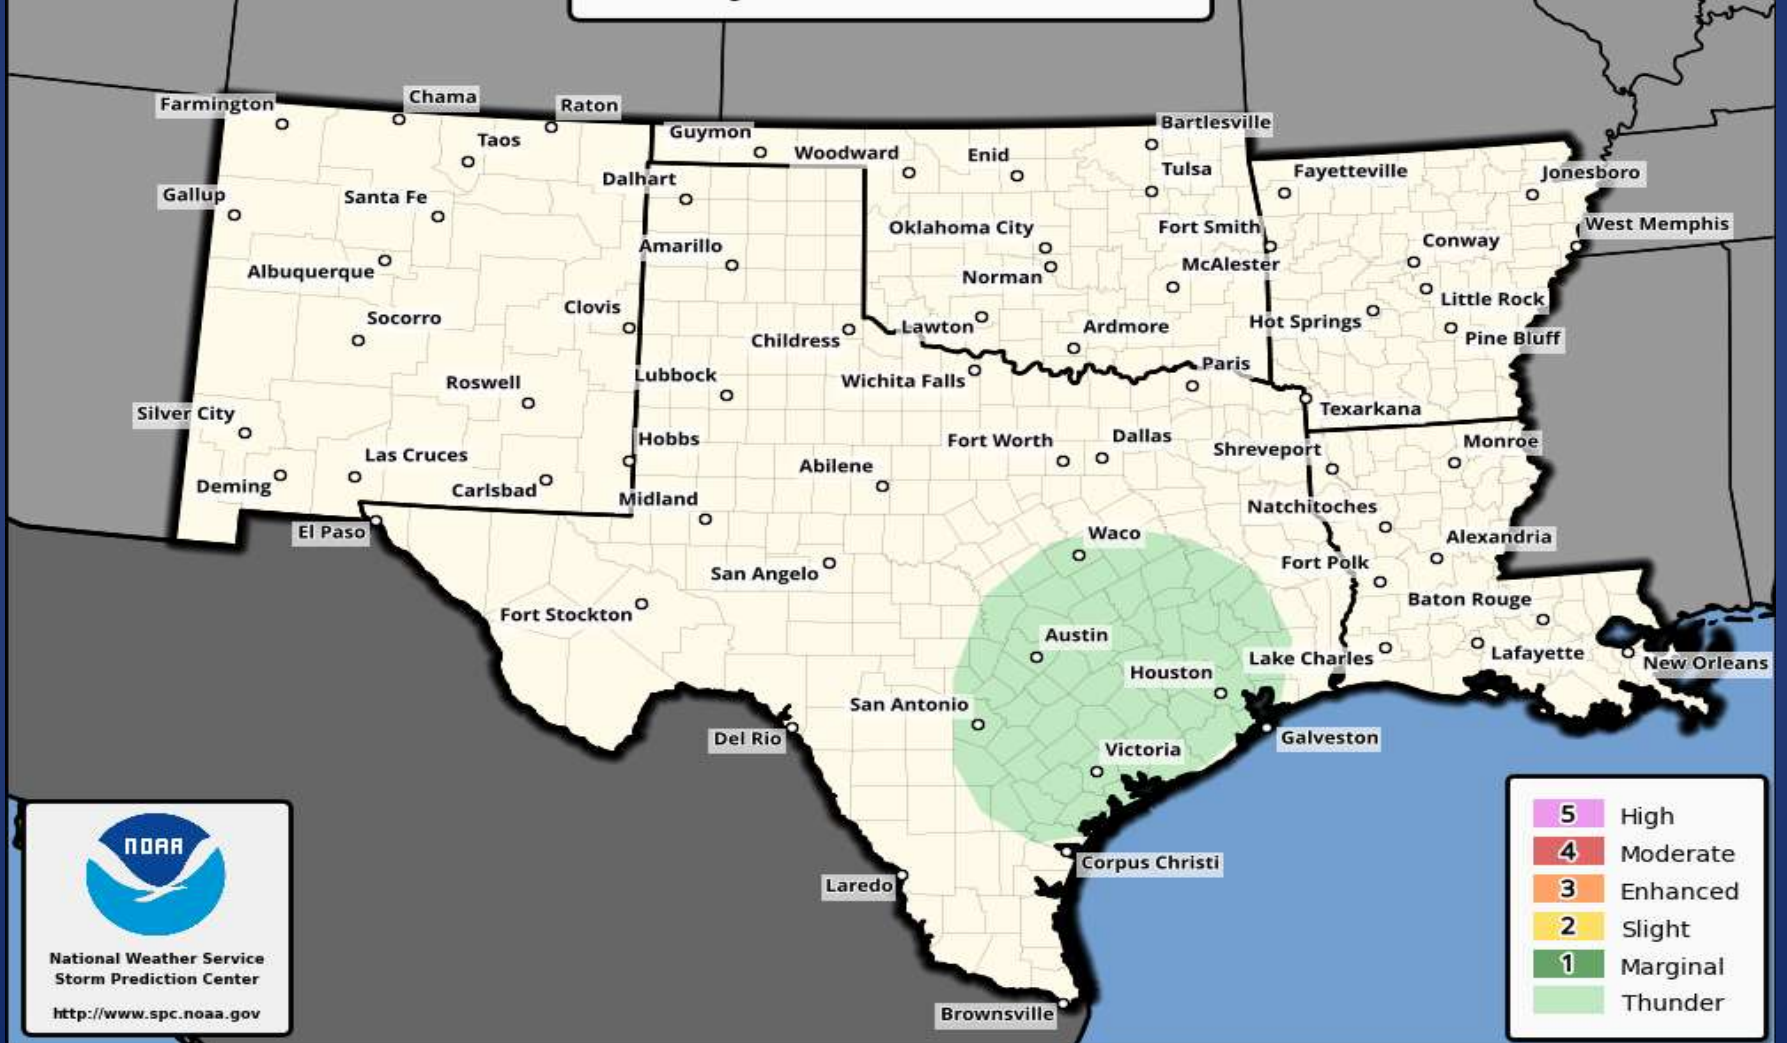 Farmington
Chama
Raton
Taos
Guymon
Woodward
Enid
Bartlesville
Tulsa
Fayetteville
Jonesboro
Gallup
Santa Fe
Dalhart
Oklahoma City
Fort Smith
West Memphis
Albuquerque
Amarillo
Norman
McAlester
Conway
Little Rock
Socorro
Clovis
Childress
Lawton
Ardmore
Hot Springs
Pine Bluff
Roswell
Lubbock
Wichita Falls
Paris
Texarkana
Silver City
Las Cruces
Hobbs
Abilene
Fort Worth
Dallas
Shreveport
Monroe
Deming
Carlsbad
Midland
Natchitoches
El Paso
San Angelo
Waco
Fort Polk
Alexandria
Fort Stockton
Austin
Baton Rouge
Houston
Lake Charles
Lafayette
New Orleans
San Antonio
Del Rio
Victoria
Galveston
Laredo
Corpus Christi
Brownsville
NOAA
National Weather Service
Storm Prediction Center
http://www.spc.noaa.gov
5 High
4 Moderate
3 Enhanced
2 Slight
1 Marginal
Thunder